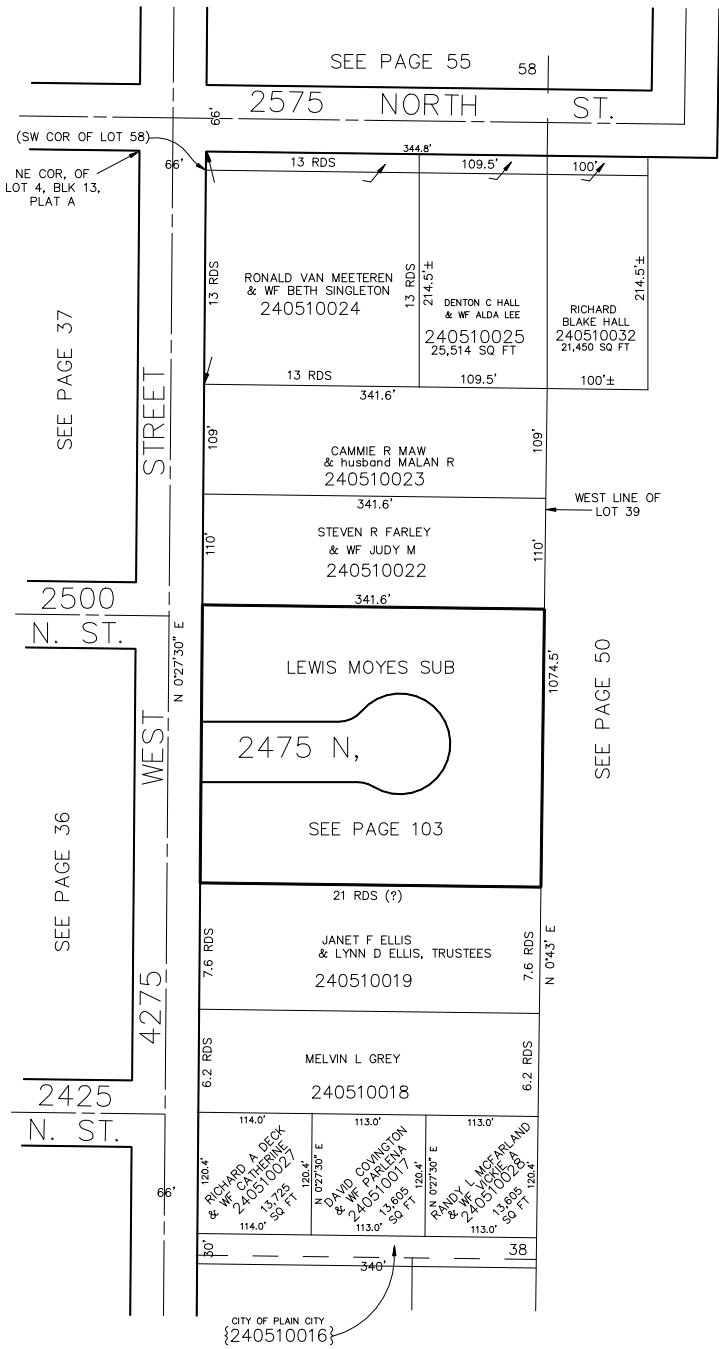 SEE PAGE 55
58
2575 NORTH ST.
66'
(SW COR OF LOT 58)
66'
NE COR, OF
LOT 4, BLK 13,
PLAT A
344.8'
13 RDS
109.5'
100'
13 RDS
RONALD VAN MEETEREN
& WF BETH SINGLETON
240510024
13 RDS
214.5'±
DENTON C HALL
& WF ALDA LEE
240510025
25,514 SQ FT
RICHARD
BLAKE HALL
240510032
21,450 SQ FT
214.5'±
13 RDS
109.5'
100'±
341.6'
SEE PAGE 37
109'
CAMMIE R MAW
& husband MALAN R
240510023
109'
341.6'
WEST LINE OF
LOT 39
110'
STEVEN R FARLEY
& WF JUDY M
240510022
110'
341.6'
2500
N. ST.
N 0°27'30" E
4275 WEST STREET
LEWIS MOYES SUB
2475 N,
SEE PAGE 103
1074.5'
SEE PAGE 50
SEE PAGE 36
21 RDS (?)
7.6 RDS
JANET F ELLIS
& LYNN D ELLIS, TRUSTEES
240510019
7.6 RDS
N 0°43' E
6.2 RDS
MELVIN L GREY
240510018
6.2 RDS
2425
N. ST.
66'
114.0'
113.0'
113.0'
120.4'
RICHARD A DECK
& WF CATHERINE
240510027
13,725
SQ FT
120.4'
N 0°27'30" E
DAVID COVINGTON
& WF PARLENA
240510017
13,605
SQ FT
120.4'
N 0°27'30" E
RANDY L MCFARLAND
& WF VICKIE A
240510028
13,605
SQ FT
120.4'
114.0'
113.0'
113.0'
30'
38
340'
CITY OF PLAIN CITY
{240510016}